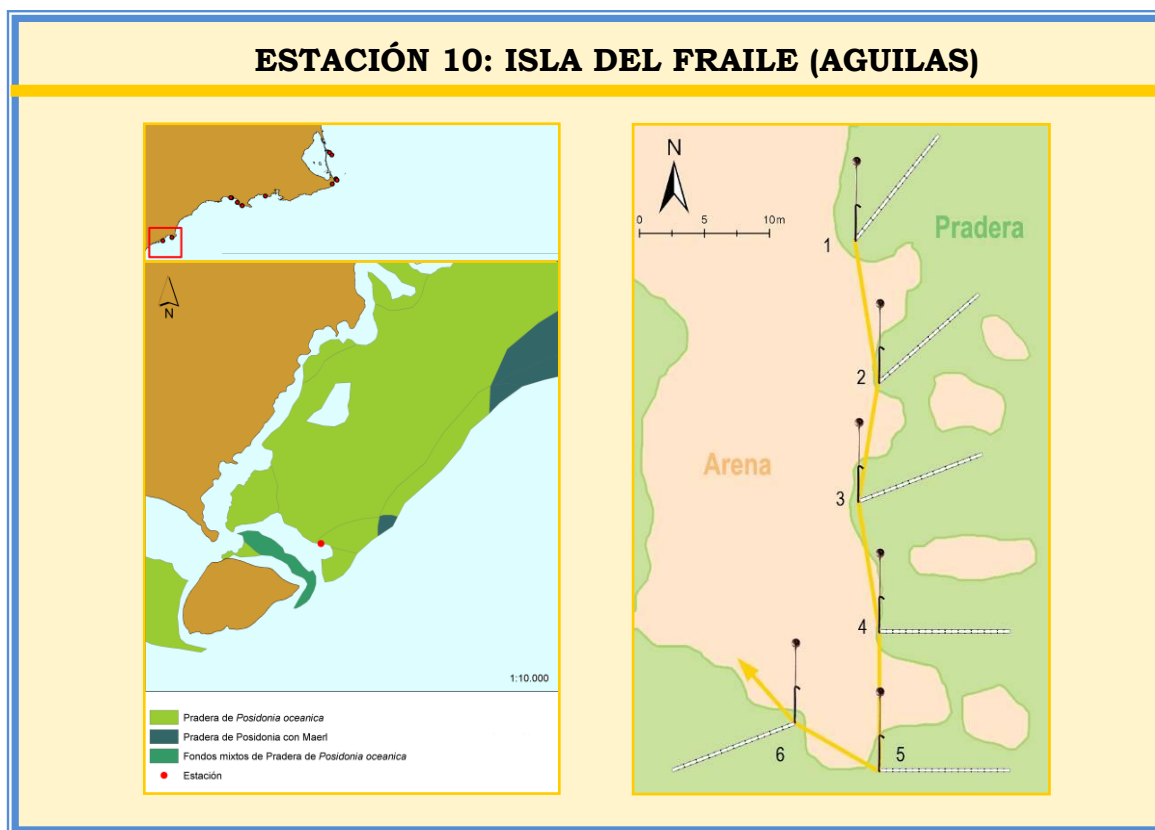 ESTACIÓN 10: ISLA DEL FRAILE (AGUILAS)
N
1:10.000
Pradera de Posidonia oceanica
Pradera de Posidonia con Maerl
Fondos mixtos de Pradera de Posidonia oceanica
Estación
N
0 5 10m
1
Pradera
2
Arena
3
4
5
6